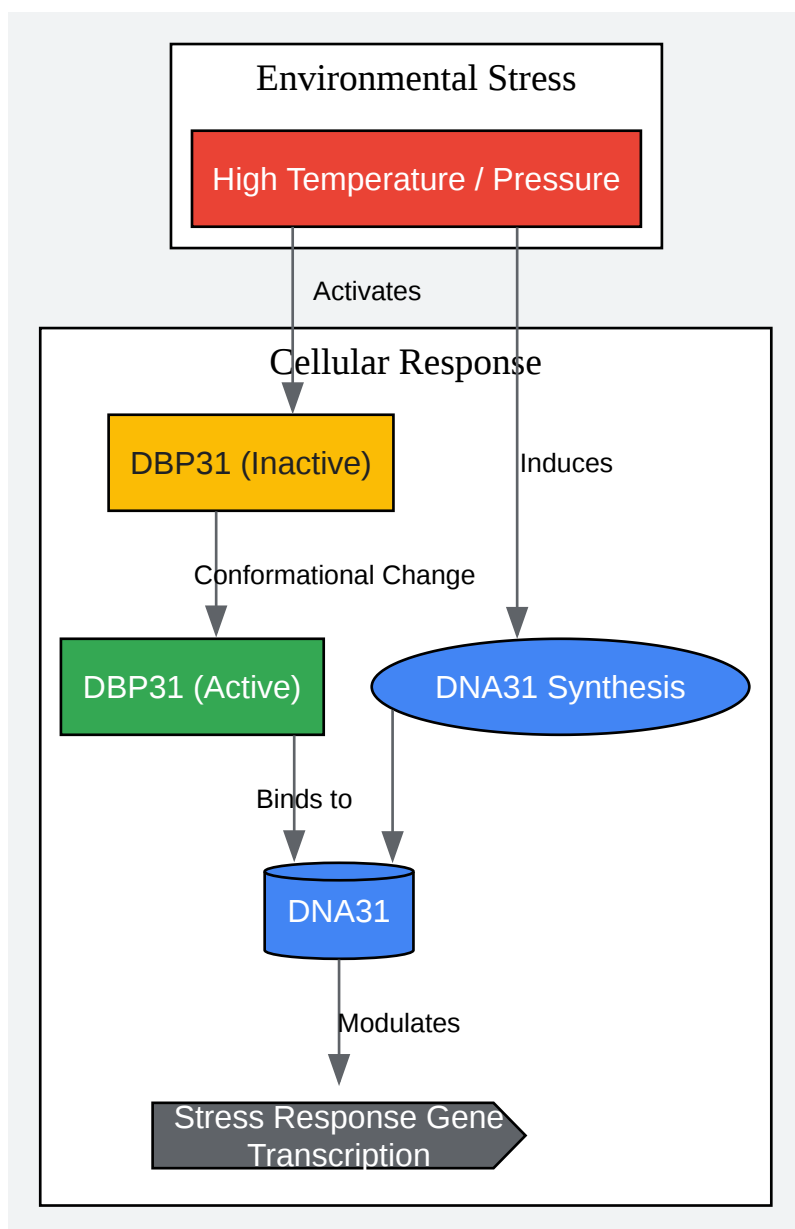 Environmental Stress
High Temperature / Pressure
Activates
Cellular Response
DBP31 (Inactive)
Induces
Conformational Change
DBP31 (Active)
DNA31 Synthesis
Binds to
DNA31
Modulates
Stress Response Gene
Transcription